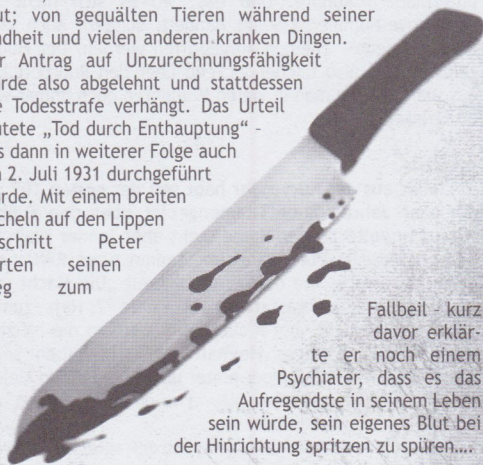 ut; von gequälten Tieren während seiner
ndheit und vielen anderen kranken Dingen.
r Antrag auf Unzurechnungsfähigkeit
rde also abgelehnt und stattdessen
e Todesstrafe verhängt. Das Urteil
utete „Tod durch Enthauptung“ -
s dann in weiterer Folge auch
2. Juli 1931 durchgeführt
rde. Mit einem breiten
cheln auf den Lippen
schritt Peter
rten seinen
eg zum
Fallbeil - kurz
davor erklär-
te er noch einem
Psychiater, dass es das
Aufregendste in seinem Leben
sein würde, sein eigenes Blut bei
der Hinrichtung spritzen zu spüren....